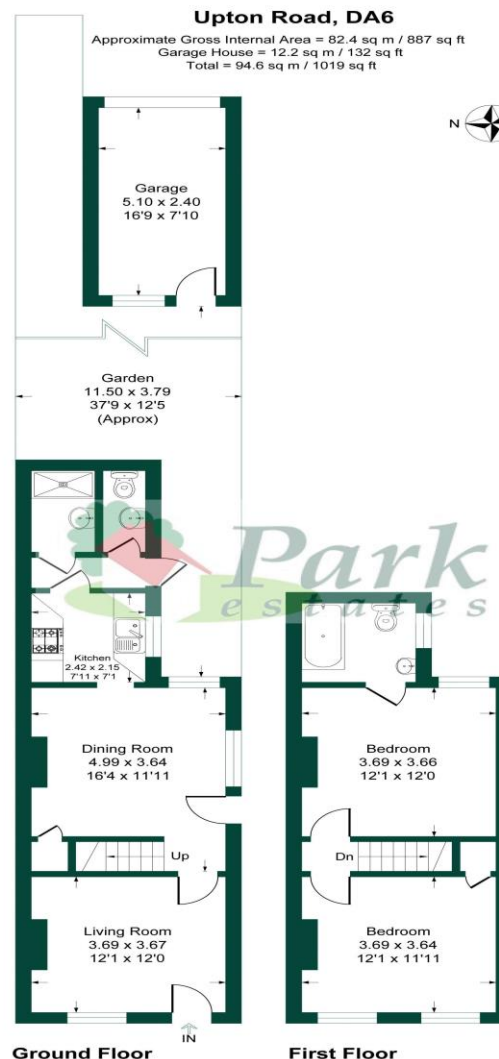 Upton Road, DA6
Approximate Gross Internal Area = 82.4 sq m / 887 sq ft
Garage House = 12.2 sq m / 132 sq ft
Total = 94.6 sq m / 1019 sq ft
N
Garage
5.10 x 2.40
16'9 x 7'10
Garden
11.50 x 3.79
37'9 x 12'5
(Approx)
Park
estates
Kitchen
2.42 x 2.15
7'11 x 7'1
Dining Room
4.99 x 3.64
16'4 x 11'11
Up
Living Room
3.69 x 3.67
12'1 x 12'0
IN
Ground Floor
Bedroom
3.69 x 3.66
12'1 x 12'0
Dn
Bedroom
3.69 x 3.64
12'1 x 11'11
First Floor